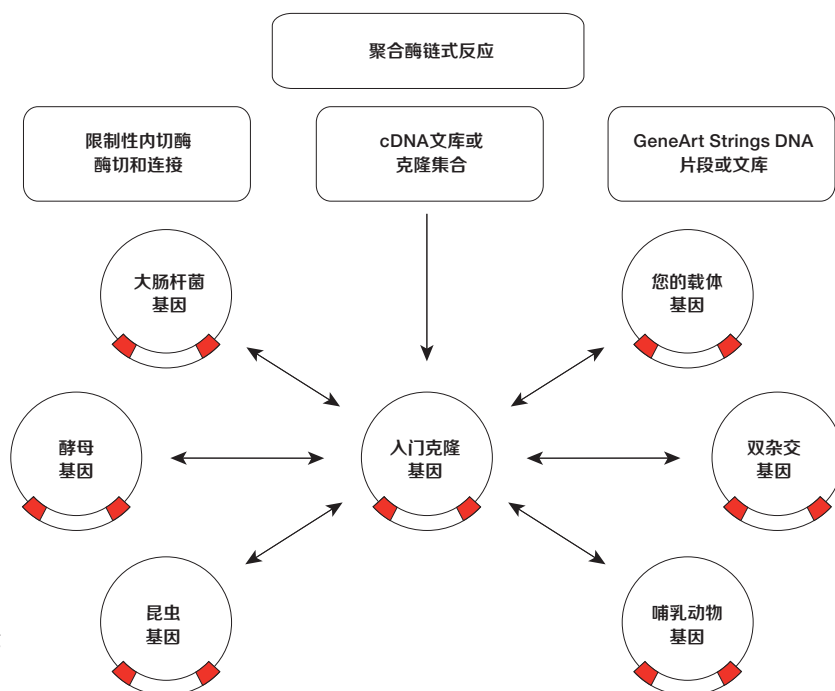 聚合酶链式反应
限制性内切酶
酶切和连接
cDNA文库或
克隆集合
GeneArt Strings DNA
片段或文库
大肠杆菌
基因
您的载体
基因
酵母
基因
入门克隆
基因
双杂交
基因
昆虫
基因
哺乳动物
基因